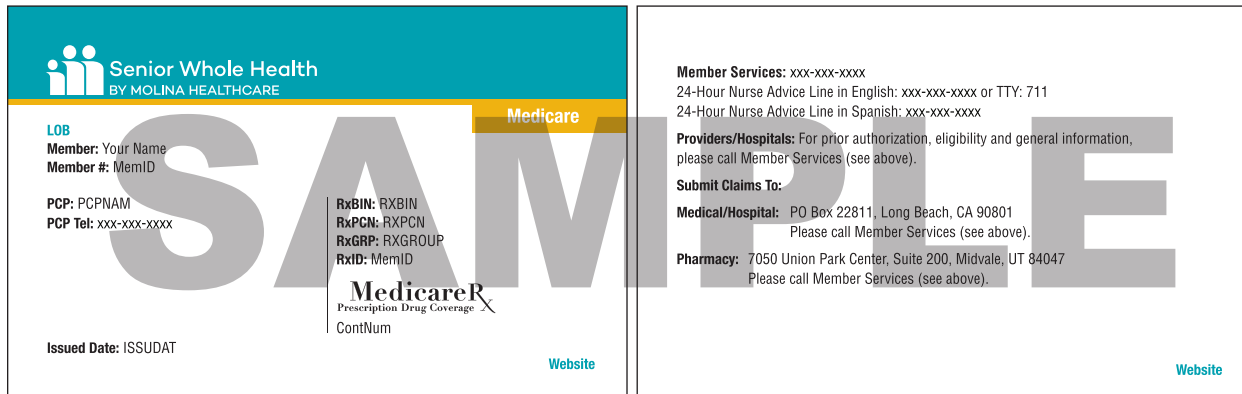 Senior Whole Health
BY MOLINA HEALTHCARE
Medicare
LOB
Member: Your Name
Member #: MemID
PCP: PCPNAM
PCP Tel: xxx-xxx-xxxx
RxBIN: RXBIN
RxPCN: RXPCN
RxGRP: RXGROUP
RxID: MemID
MedicareRx
Prescription Drug Coverage
ContNum
Issued Date: ISSUDAT
Website
Member Services: xxx-xxx-xxxx
24-Hour Nurse Advice Line in English: xxx-xxx-xxxx or TTY: 711
24-Hour Nurse Advice Line in Spanish: xxx-xxx-xxxx
Providers/Hospitals: For prior authorization, eligibility and general information,
please call Member Services (see above).
Submit Claims To:
Medical/Hospital: PO Box 22811, Long Beach, CA 90801
Please call Member Services (see above).
Pharmacy: 7050 Union Park Center, Suite 200, Midvale, UT 84047
Please call Member Services (see above).
Website
SAMPLE